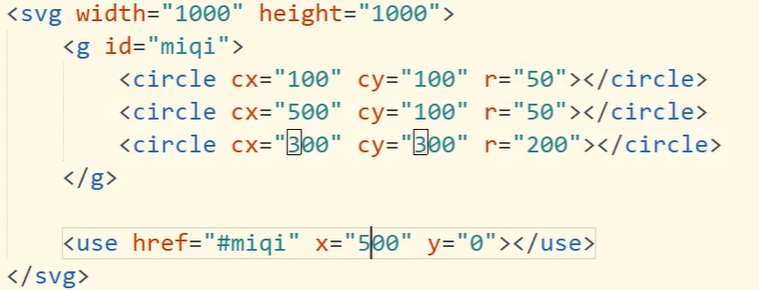 <svg width="1000" height="1000">
<g id="miqi">
<circle cx="100" cy="100" r="50"></circle>
<circle cx="500" cy="100" r="50"></circle>
<circle cx="300" cy="300" r="200"></circle>
</g>
<use href="#miqi" x="500" y="0"></use>
</svg>